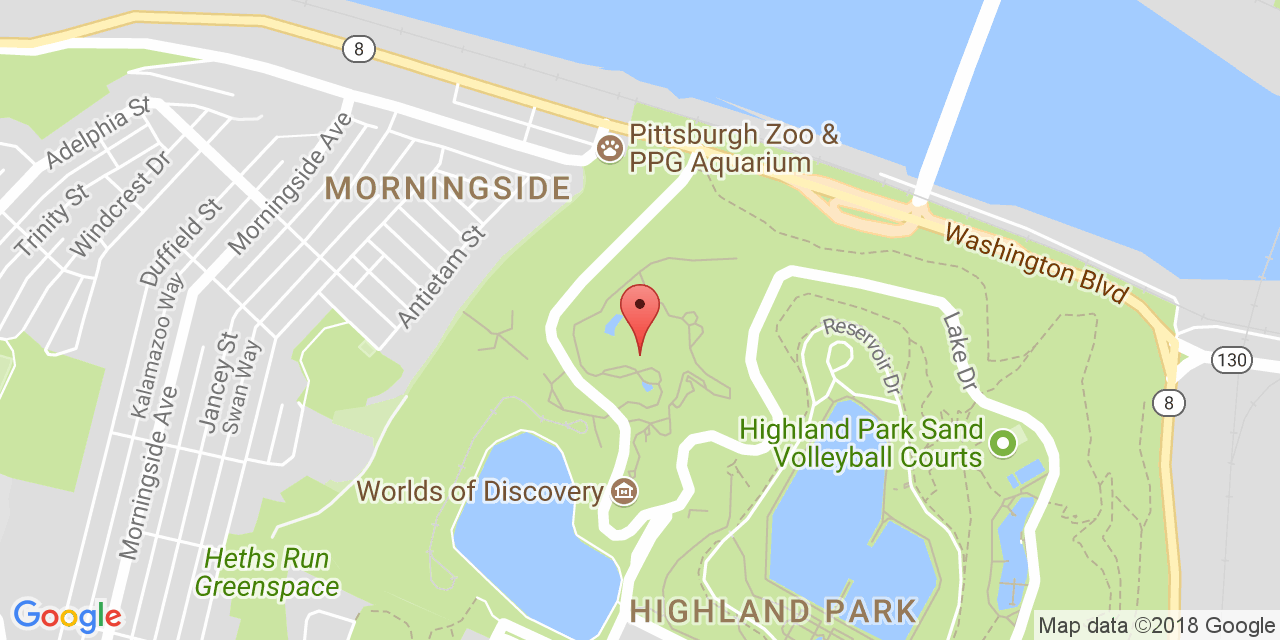 8
Adelphia St
Morningside Ave
Pittsburgh Zoo &
PPG Aquarium
Windcrest Dr
Trinity St
MORNINGSIDE
Duffield St
Antietam St
Washington Blvd
Kalamazoo Way
Reservoir Dr
Lake Dr
Jancey St
Swan Way
130
8
Morningside Ave
Highland Park Sand
Volleyball Courts
Worlds of Discovery
Heths Run
Greenspace
HIGHLAND PARK
Google
Map data ©2018 Google